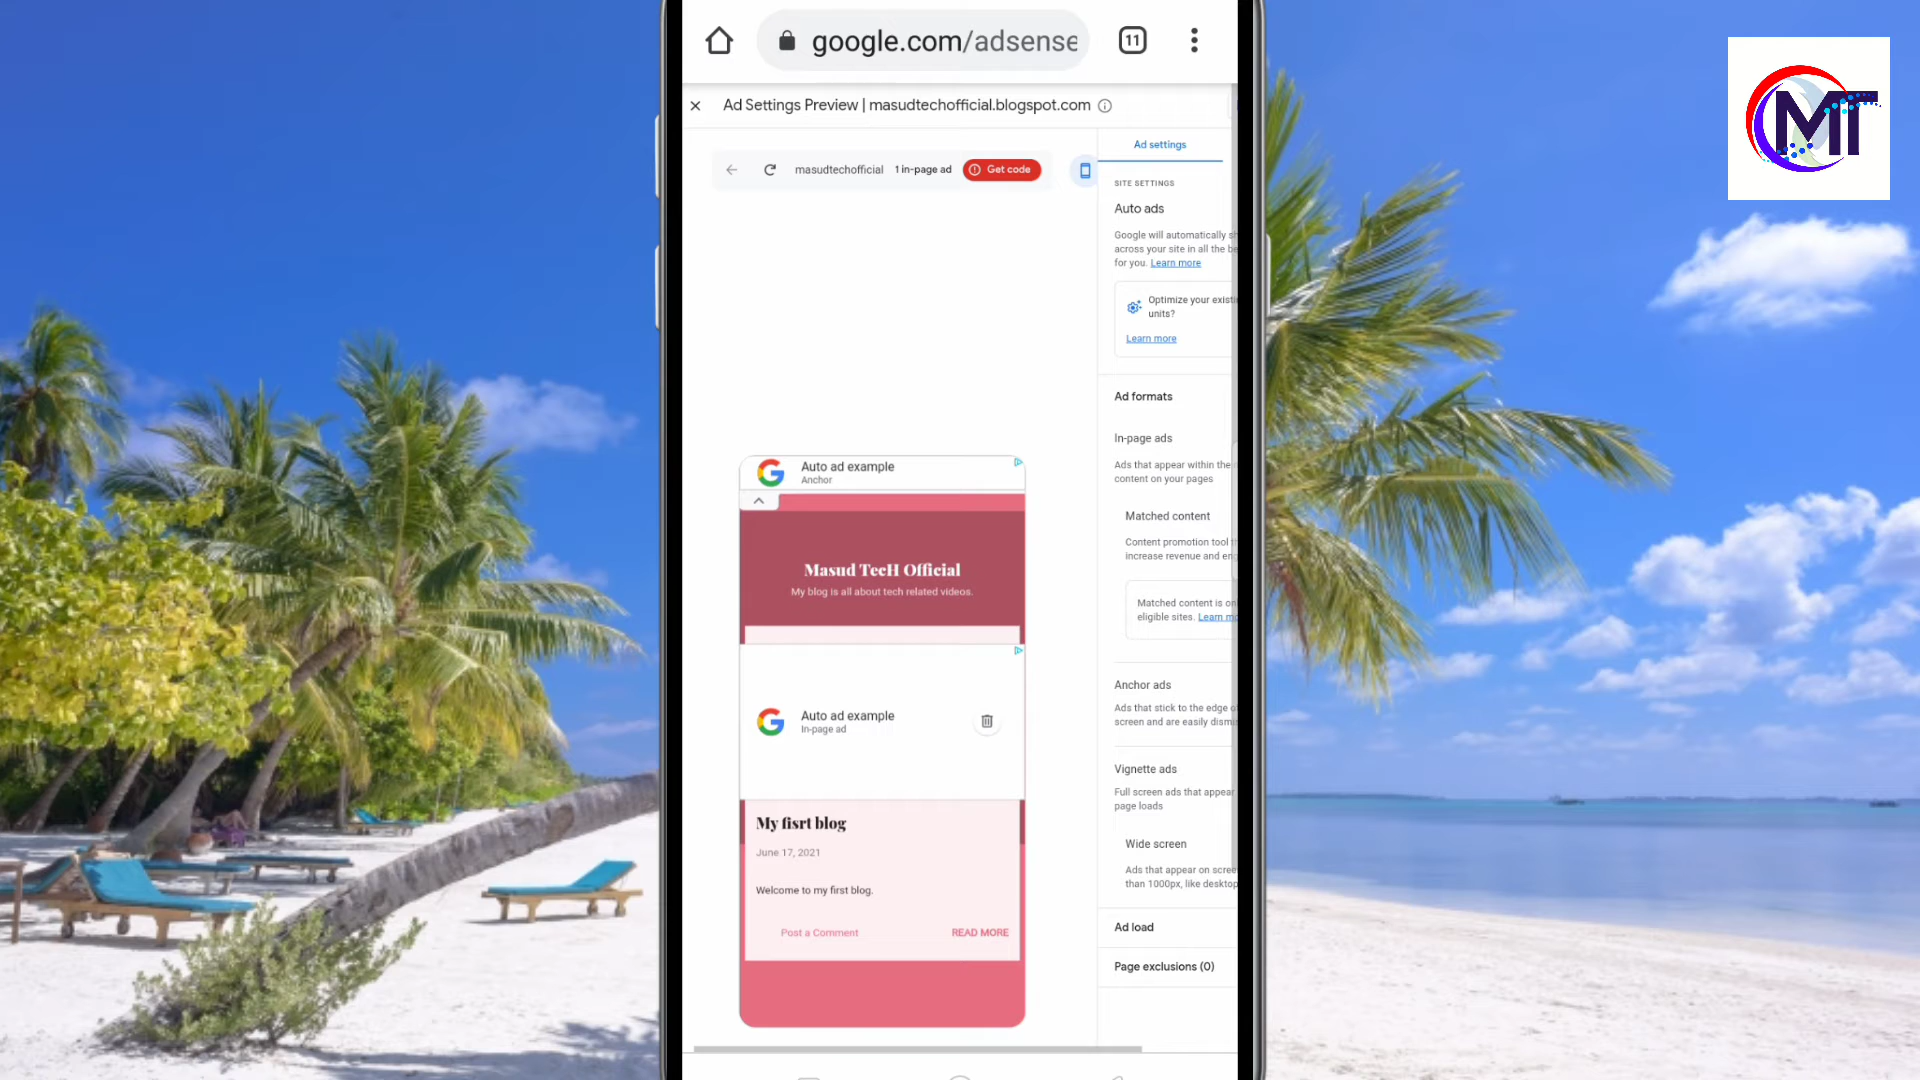 google.com/adsense
11
MT
Ad Settings Preview | masudtechofficial.blogspot.com
Ad settings
masudtechofficial
1 in-page ad
Get code
SITE SETTINGS
Auto ads
Google will automatically
across your site in all the
for you. Learn more
Optimize your
units?
Learn more
Ad formats
In-page ads
Ads that appear within the
content on your pages
Matched content
Content promotion tool
increase revenue and
Matched content is
eligible sites. Learn
Anchor ads
Ads that stick to the edge
screen and are easily
Vignette ads
Full screen ads that appear
page loads
Wide screen
Ads that appear on
than 1000px, like
Ad load
Page exclusions (0)
Auto ad example
Anchor
Masud TecH Official
My blog is all about tech related videos.
Auto ad example
In-page ad
My fisrt blog
June 17, 2021
Welcome to my first blog.
Post a Comment
READ MORE